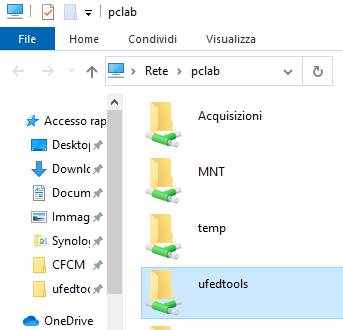 pclab
File
Home
Condividi
Visualizza
Rete
pclab
Accesso rap
Deskto
Downlo
Docum
Immag
Synolo
CFCM
ufedtoo
OneDrive
Acquisizioni
MNT
temp
ufedtools